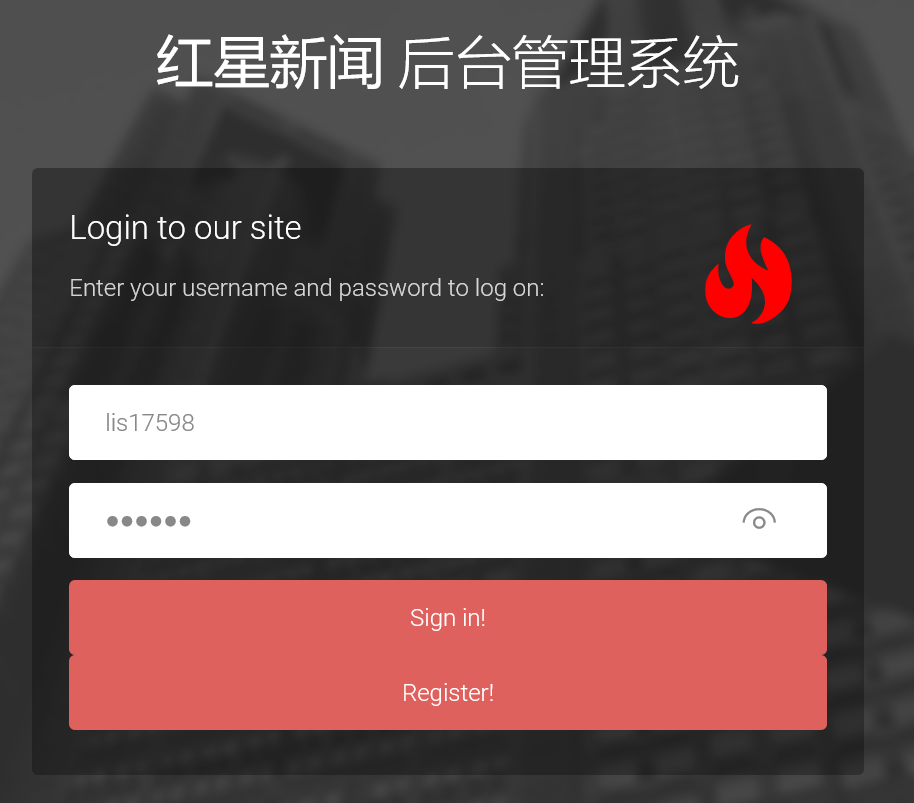 红星新闻 后台管理系统
Login to our site
Enter your username and password to log on:
lis17598
••••••
Sign in!
Register!